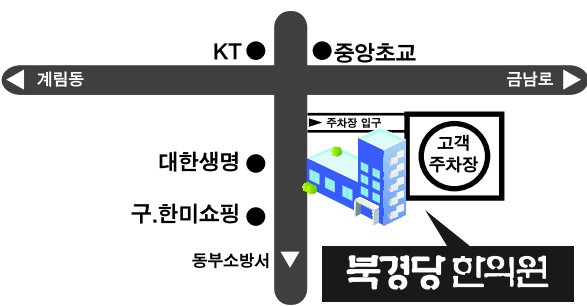 KT
중앙초교
계림동
금남로
주차장 입구
고객
주차장
대한생명
구.한미쇼핑
동부소방서
북경당 한의원